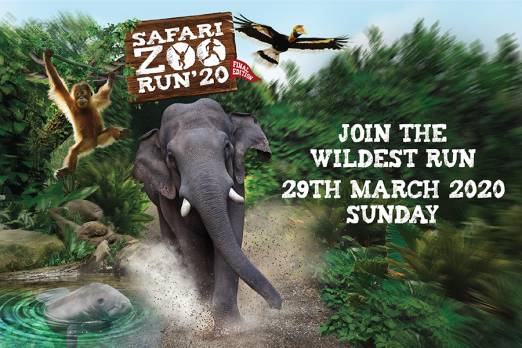 SAFARI
ZOO
RUN'20
FINAL
EDITION
JOIN THE
WILDEST RUN
29TH MARCH 2020
SUNDAY